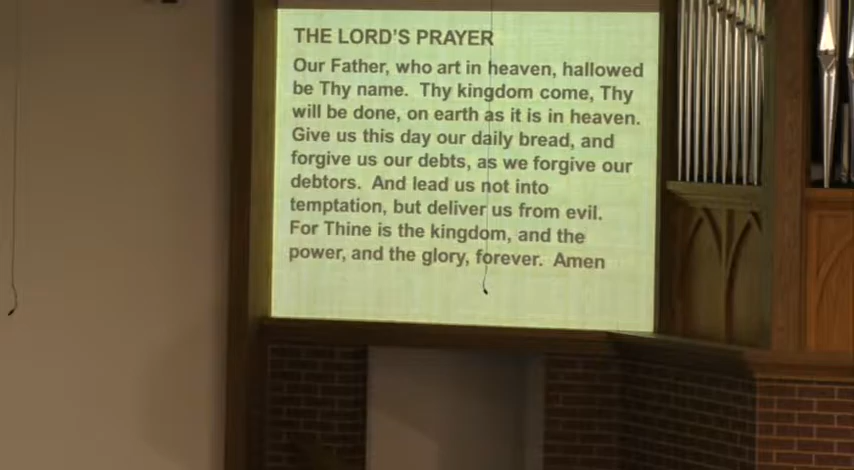 THE LORD'S PRAYER
Our Father, who art in heaven, hallowed
be Thy name. Thy kingdom come, Thy
will be done, on earth as it is in heaven.
Give us this day our daily bread, and
forgive us our debts, as we forgive our
debtors. And lead us not into
temptation, but deliver us from evil.
For Thine is the kingdom, and the
power, and the glory, forever. Amen